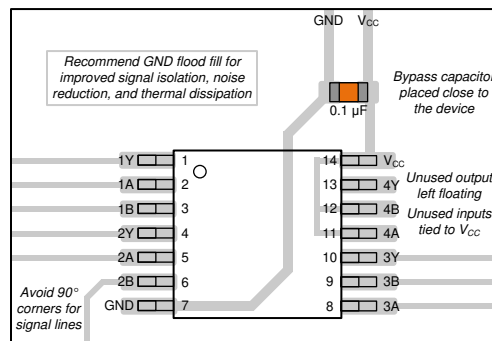 GND VCC
Recommend GND flood fill for
improved signal isolation, noise
reduction, and thermal dissipation
Bypass capacitor
placed close to
the device
0.1 µF
1Y 1 14 VCC
1A 2 13 4Y
1B 3 12 4B
2Y 4 11 4A
2A 5 10 3Y
2B 6 9 3B
GND 7 8 3A
Unused output
left floating
Unused inputs
tied to VCC
Avoid 90°
corners for
signal lines